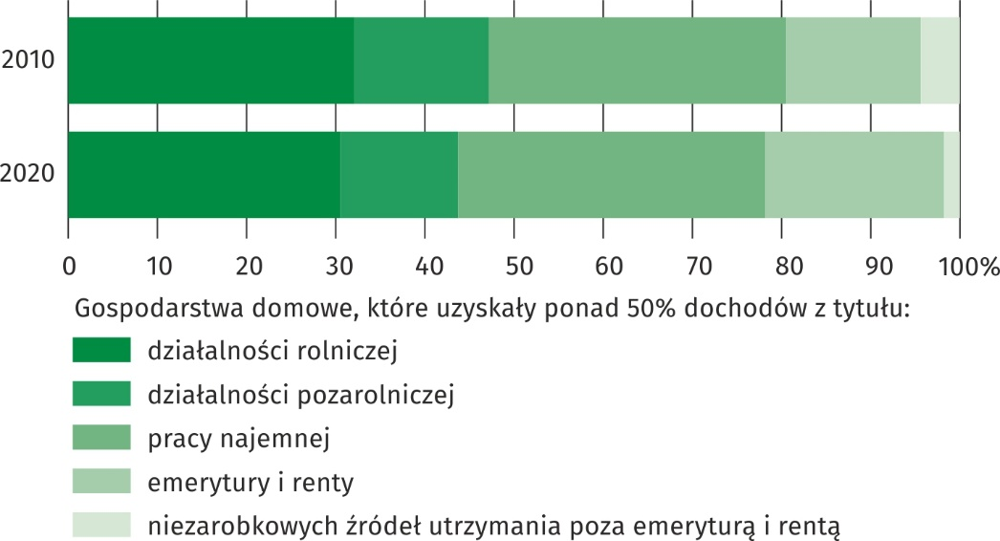 2010
2020
0 10 20 30 40 50 60 70 80 90 100%
Gospodarstwa domowe, które uzyskały ponad 50% dochodów z tytułu:
działalności rolniczej
działalności pozarolniczej
pracy najemnej
emerytury i renty
niezarobkowych źródeł utrzymania poza emeryturą i rentą